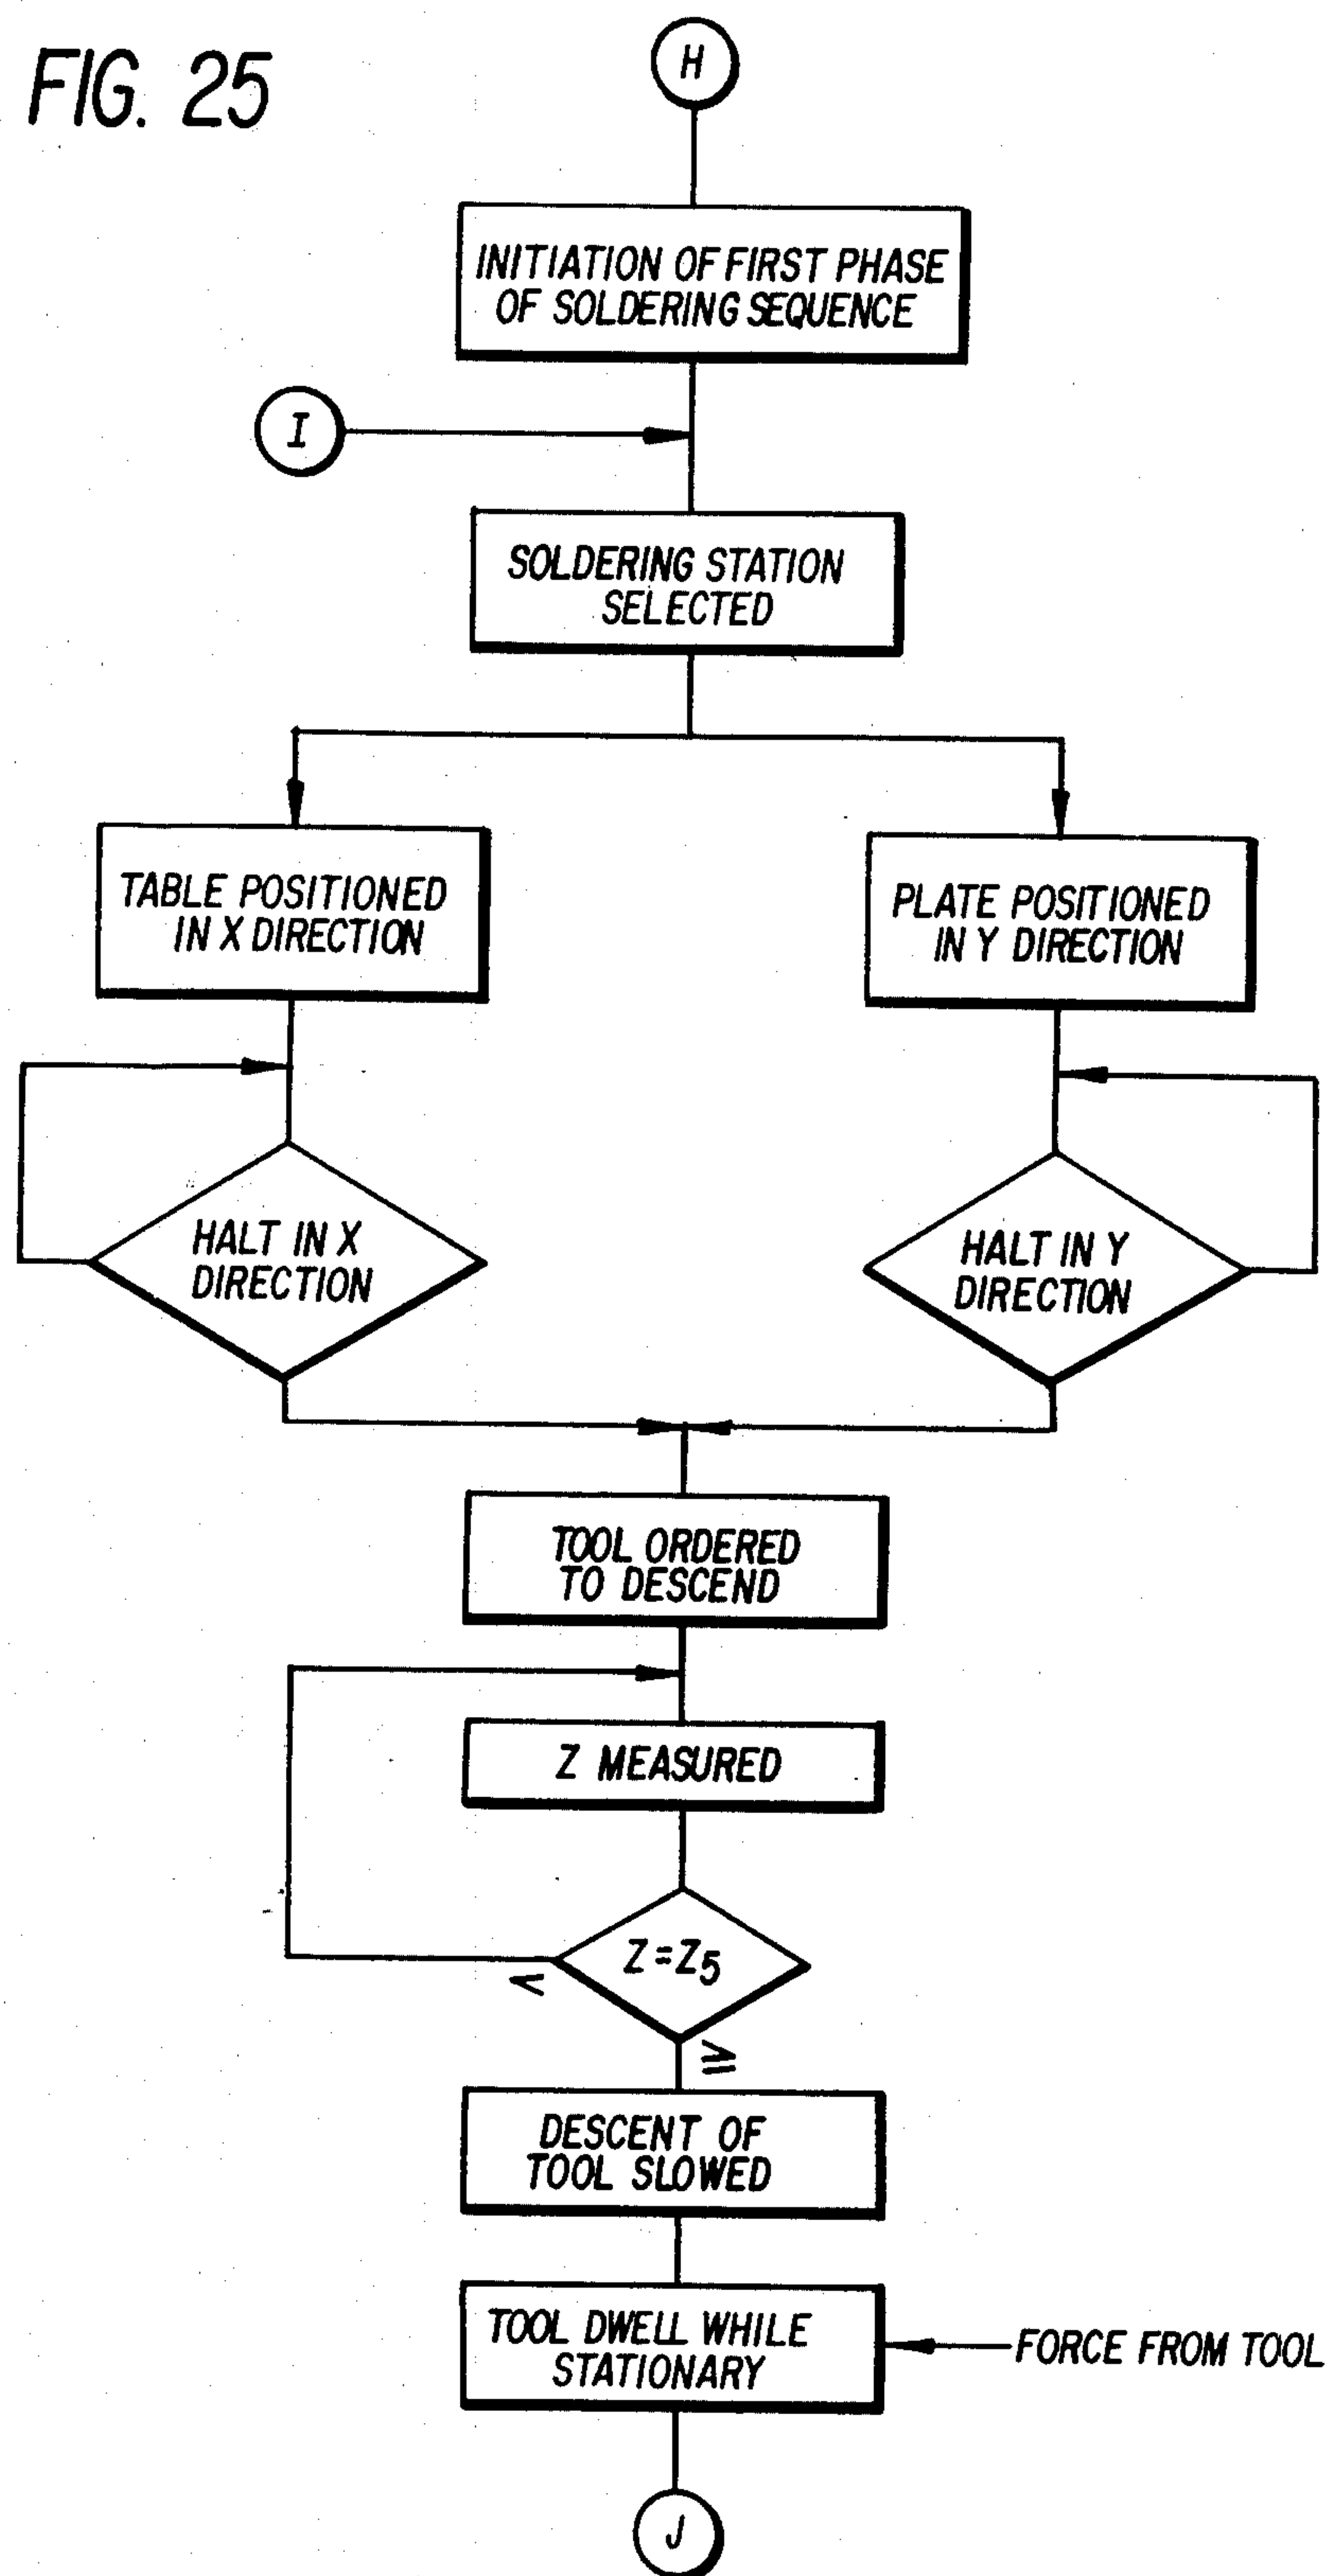 FIG. 25
H
INITIATION OF FIRST PHASE
OF SOLDERING SEQUENCE
I
SOLDERING STATION
SELECTED
TABLE POSITIONED
IN X DIRECTION
PLATE POSITIONED
IN Y DIRECTION
HALT IN X
DIRECTION
HALT IN Y
DIRECTION
TOOL ORDERED
TO DESCEND
Z MEASURED
Z=Z5
<
≥
DESCENT OF
TOOL SLOWED
TOOL DWELL WHILE
STATIONARY
FORCE FROM TOOL
J